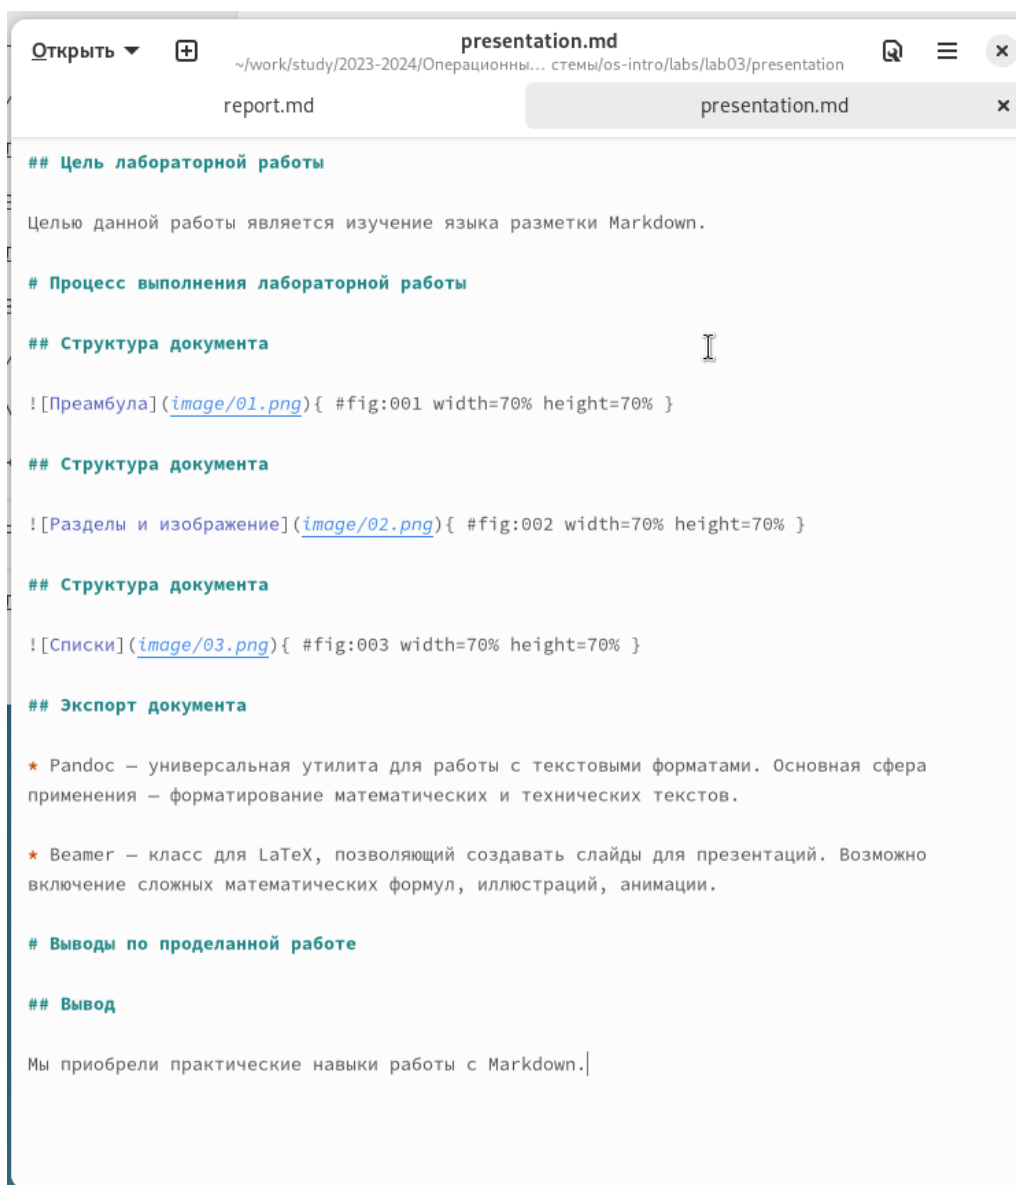 Открыть
presentation.md
~/work/study/2023-2024/Операционны... стемы/os-intro/labs/lab03/presentation
report.md
presentation.md
## Цель лабораторной работы
Целью данной работы является изучение языка разметки Markdown.
# Процесс выполнения лабораторной работы
## Структура документа
![Преамбула](image/01.png){ #fig:001 width=70% height=70% }
## Структура документа
![Разделы и изображение](image/02.png){ #fig:002 width=70% height=70% }
## Структура документа
![Списки](image/03.png){ #fig:003 width=70% height=70% }
## Экспорт документа
* Pandoc — универсальная утилита для работы с текстовыми форматами. Основная сфера
применения — форматирование математических и технических текстов.
* Beamer — класс для LaTeX, позволяющий создавать слайды для презентаций. Возможно
включение сложных математических формул, иллюстраций, анимации.
# Выводы по проделанной работе
## Вывод
Мы приобрели практические навыки работы с Markdown.